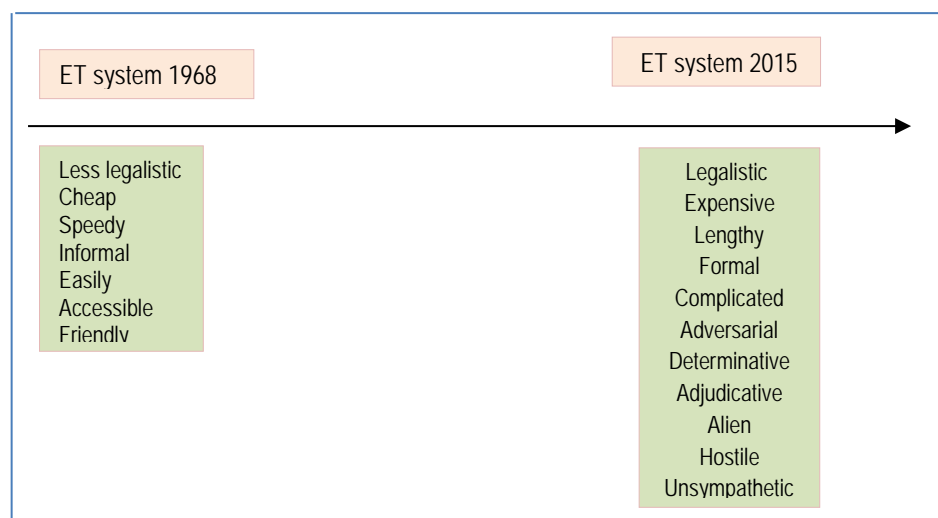 ET system 1968
ET system 2015
Less legalistic
Cheap
Speedy
Informal
Easily
Accessible
Friendly
Legalistic
Expensive
Lengthy
Formal
Complicated
Adversarial
Determinative
Adjudicative
Alien
Hostile
Unsympathetic